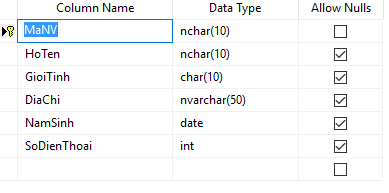 Column Name Data Type Allow Nulls
MaNV nchar(10)
HoTen nchar(10)
GioiTinh char(10)
DiaChi nvarchar(50)
NamSinh date
SoDienThoai int